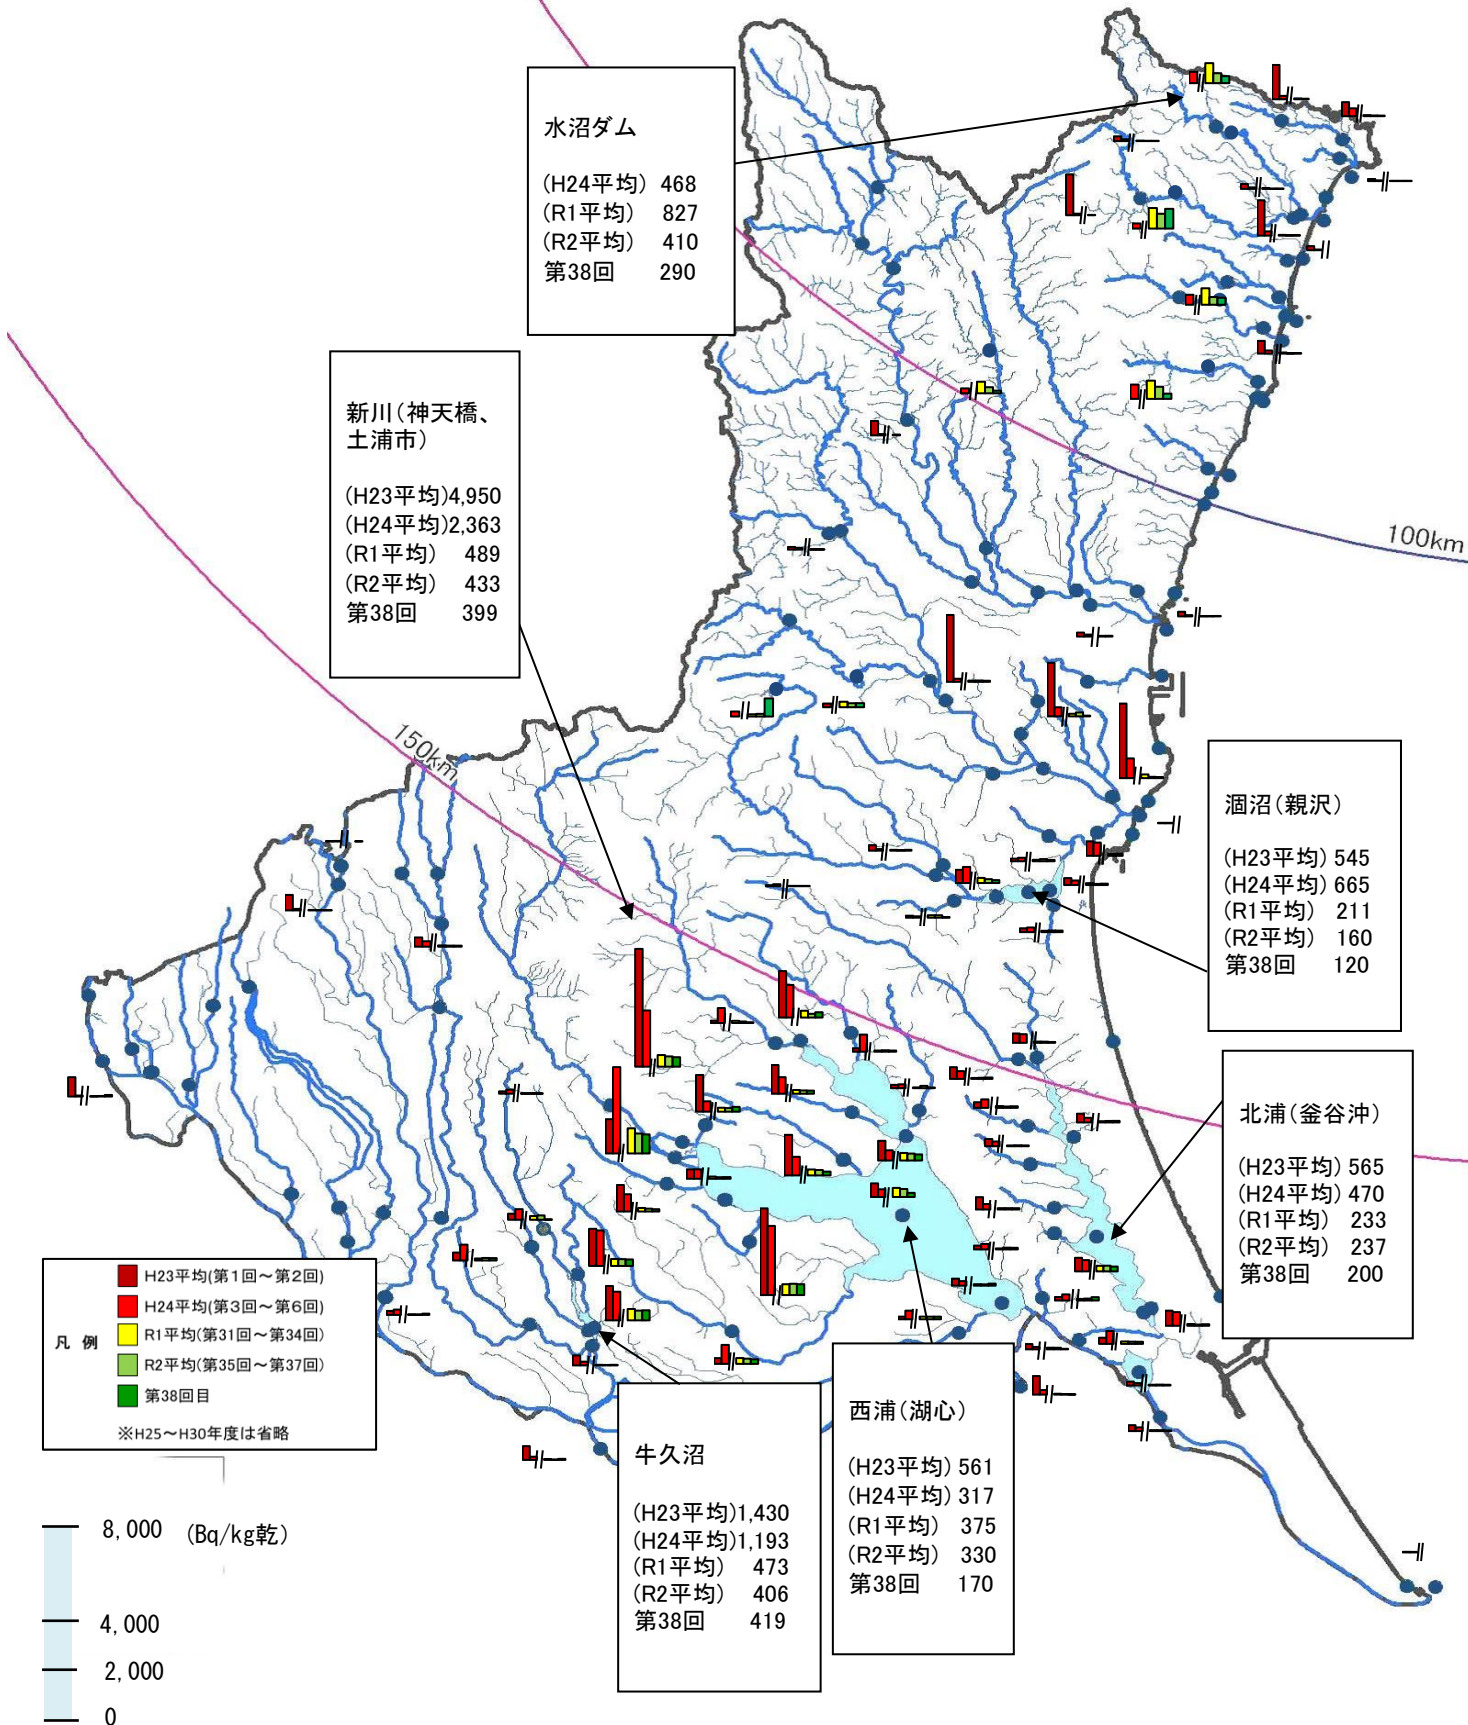 水沼ダム
(H24平均) 468
(R1平均) 827
(R2平均) 410
第38回 290
新川(神天橋、
土浦市)
(H23平均)4,950
(H24平均)2,363
(R1平均) 489
(R2平均) 433
第38回 399
100km
150km
涸沼(親沢)
(H23平均) 545
(H24平均) 665
(R1平均) 211
(R2平均) 160
第38回 120
北浦(釜谷沖)
(H23平均) 565
(H24平均) 470
(R1平均) 233
(R2平均) 237
第38回 200
凡 例
H23平均(第1回～第2回)
H24平均(第3回～第6回)
R1平均(第31回～第34回)
R2平均(第35回～第37回)
第38回目
※H25～H30年度は省略
西浦(湖心)
(H23平均) 561
(H24平均) 317
(R1平均) 375
(R2平均) 330
第38回 170
牛久沼
(H23平均)1,430
(H24平均)1,193
(R1平均) 473
(R2平均) 406
第38回 419
8,000 (Bq/kg乾)
4,000
2,000
0